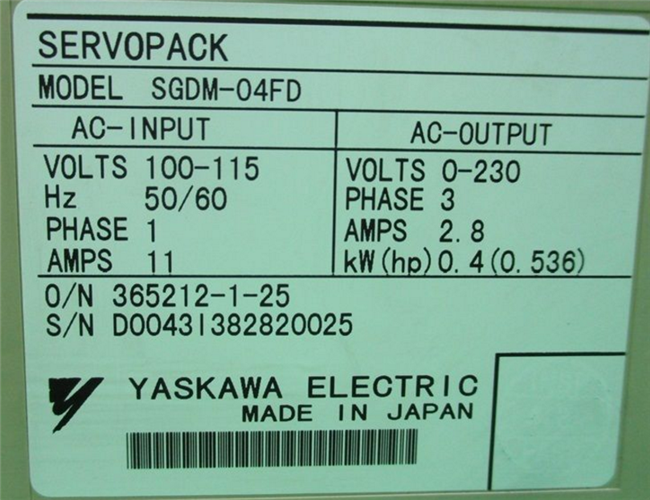 SERVOPACK
MODEL SGDM-04FD
AC-INPUT
VOLTS 100-115
Hz 50/60
PHASE 1
AMPS 11
AC-OUTPUT
VOLTS 0-230
PHASE 3
AMPS 2.8
kW(hp) 0.4(0.536)
O/N 365212-1-25
S/N D0043I382820025
YASKAWA ELECTRIC
MADE IN JAPAN